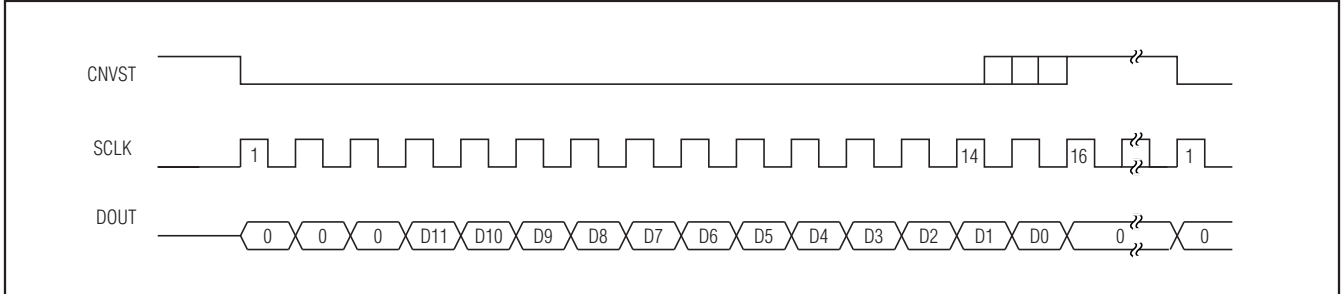 CNVST
SCLK 1 14 16 1
DOUT 0 0 0 D11 D10 D9 D8 D7 D6 D5 D4 D3 D2 D1 D0 0 0